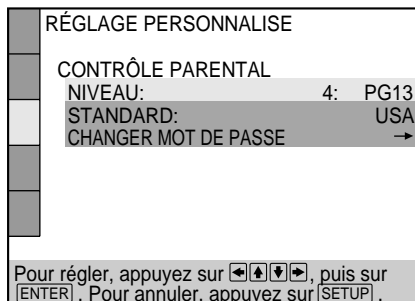 RÉGLAGE PERSONNALISE
CONTRÔLE PARENTAL
NIVEAU: 4: PG13
STANDARD: USA
CHANGER MOT DE PASSE →
Pour régler, appuyez sur ←↑↓→, puis sur
ENTER . Pour annuler, appuyez sur SETUP .